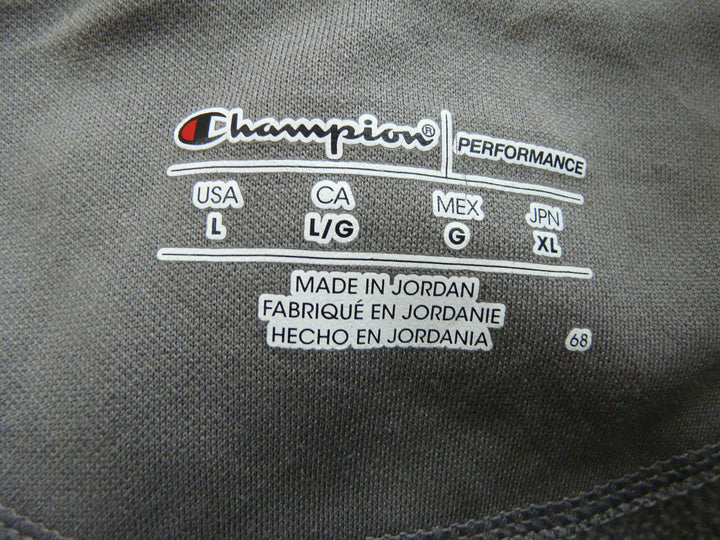 Champion® PERFORMANCE
USA CA MEX JPN
L L/G G XL
MADE IN JORDAN
FABRIQUÉ EN JORDANIE
HECHO EN JORDANIA 68